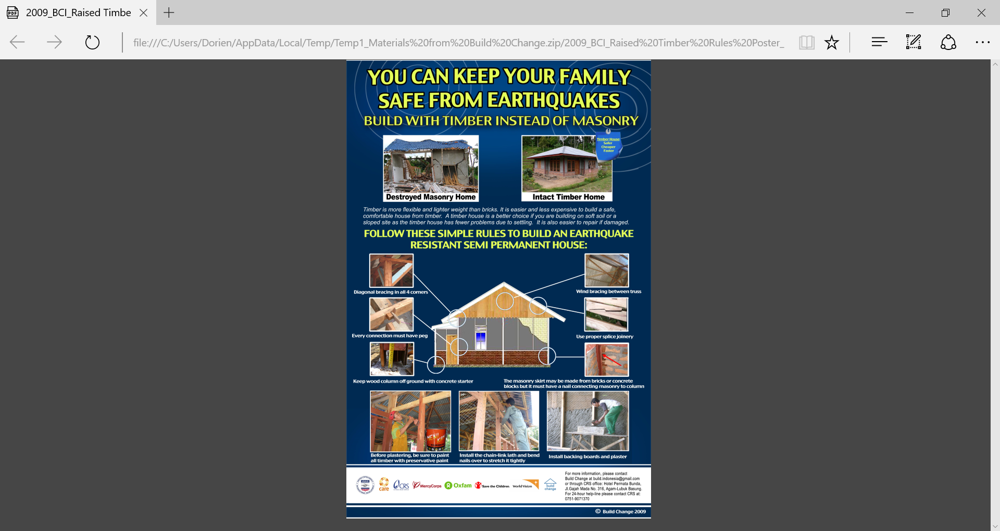 2009_BCI_Raised Timbe
file:///C:/Users/Dorien/AppData/Local/Temp/Temp1_Materials%20from%20Build%20Change.zip/2009_BCI_Raised%20Timber%20Rules%20Poster_
YOU CAN KEEP YOUR FAMILY
SAFE FROM EARTHQUAKES
BUILD WITH TIMBER INSTEAD OF MASONRY
Timber House
Safer
Cheaper
Faster
Destroyed Masonry Home
Intact Timber Home
Timber is more flexible and lighter weight than bricks. It is easier and less expensive to build a safe,
comfortable house from timber. A timber house is a better choice if you are building on soft soil or a
sloped site as the timber house has fewer problems due to settling. It is also easier to repair if damaged.
FOLLOW THESE SIMPLE RULES TO BUILD AN EARTHQUAKE
RESISTANT SEMI PERMANENT HOUSE:
Diagonal bracing in all 4 corners
Wind bracing between truss
Every connection must have peg
Use proper splice joinery
Keep wood column off ground with concrete starter
The masonry skirt may be made from bricks or concrete
blocks but it must have a nail connecting masonry to column
MENI
KAY
Before plastering, be sure to paint
all timber with preservative paint
Install the chain-link lath and bend
nails over to stretch it tightly
Install backing boards and plaster
USAID
care
CRS
MercyCorps
Oxfam
Save the Children.
World Vision
build
change
For more information, please contact
Build Change at build.indonesia@gmail.com
or through CRS office: Hotel Permata Bunda,
Jl.Gajah Mada No. 316, Agam-Lubuk Basung.
For 24-hour help-line please contact CRS at:
0751-9071370
© Build Change 2009